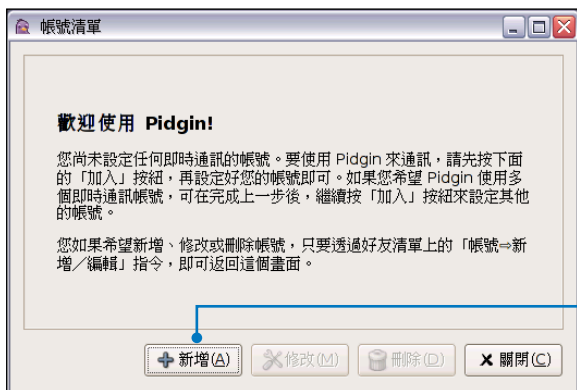 帳號清單
歡迎使用 Pidgin!
您尚未設定任何即時通訊的帳號。要使用 Pidgin 來通訊，請先按下面
的「加入」按紐，再設定好您的帳號即可。如果您希望 Pidgin 使用多
個即時通訊帳號，可在完成上一步後，繼續按「加入」按紐來設定其他
的帳號。
您如果希望新增、修改或刪除帳號，只要透過好友清單上的「帳號⇨新
增／編輯」指令，即可返回這個畫面。
新增(A) 修改(M) 刪除(D) 關閉(C)